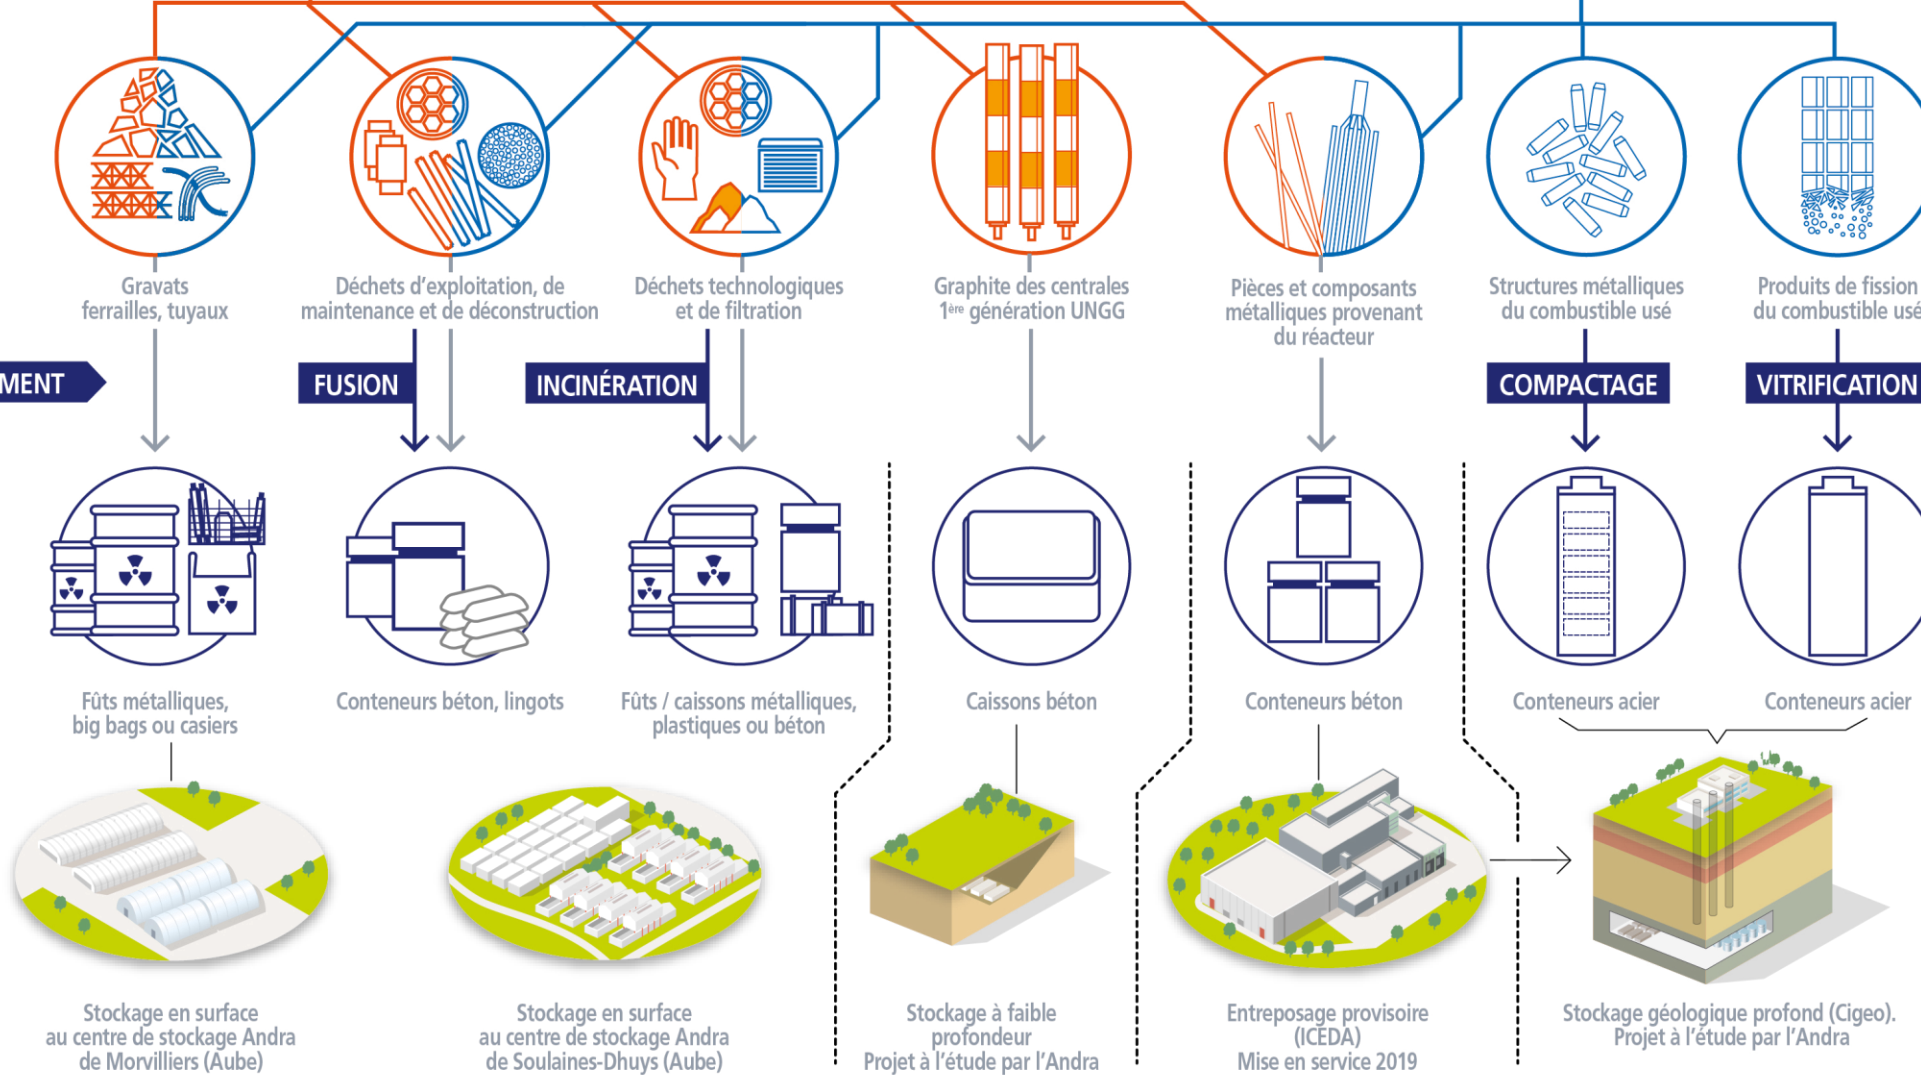 Gravats
ferrailles, tuyaux
Déchets d'exploitation, de
maintenance et de déconstruction
Déchets technologiques
et de filtration
Graphite des centrales
1ère génération UNGG
Pièces et composants
métalliques provenant
du réacteur
Structures métalliques
du combustible usé
Produits de fission
du combustible usé
MENT
FUSION
INCINÉRATION
COMPACTAGE
VITRIFICATION
Fûts métalliques,
big bags ou casiers
Conteneurs béton, lingots
Fûts / caissons métalliques,
plastiques ou béton
Caissons béton
Conteneurs béton
Conteneurs acier
Conteneurs acier
Stockage en surface
au centre de stockage Andra
de Morvilliers (Aube)
Stockage en surface
au centre de stockage Andra
de Soulaines-Dhuys (Aube)
Stockage à faible
profondeur
Projet à l'étude par l'Andra
Entreposage provisoire
(ICEDA)
Mise en service 2019
Stockage géologique profond (Cigeo).
Projet à l'étude par l'Andra